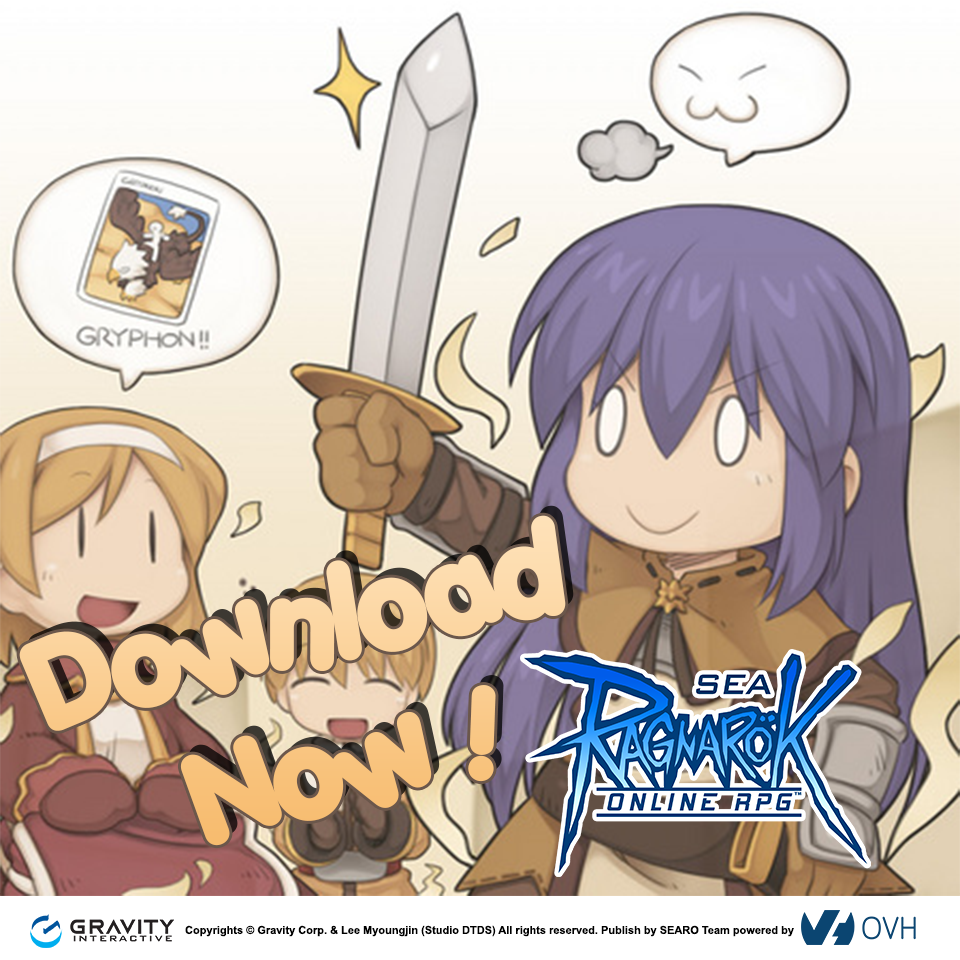 GRYPHON!!
Download
Now !
SEA
RAGNARÖK
ONLINE RPG™
GRAVITY
INTERACTIVE
Copyrights © Gravity Corp. & Lee Myoungjin (Studio DTDS) All rights reserved. Publish by SEARO Team powered by
OVH